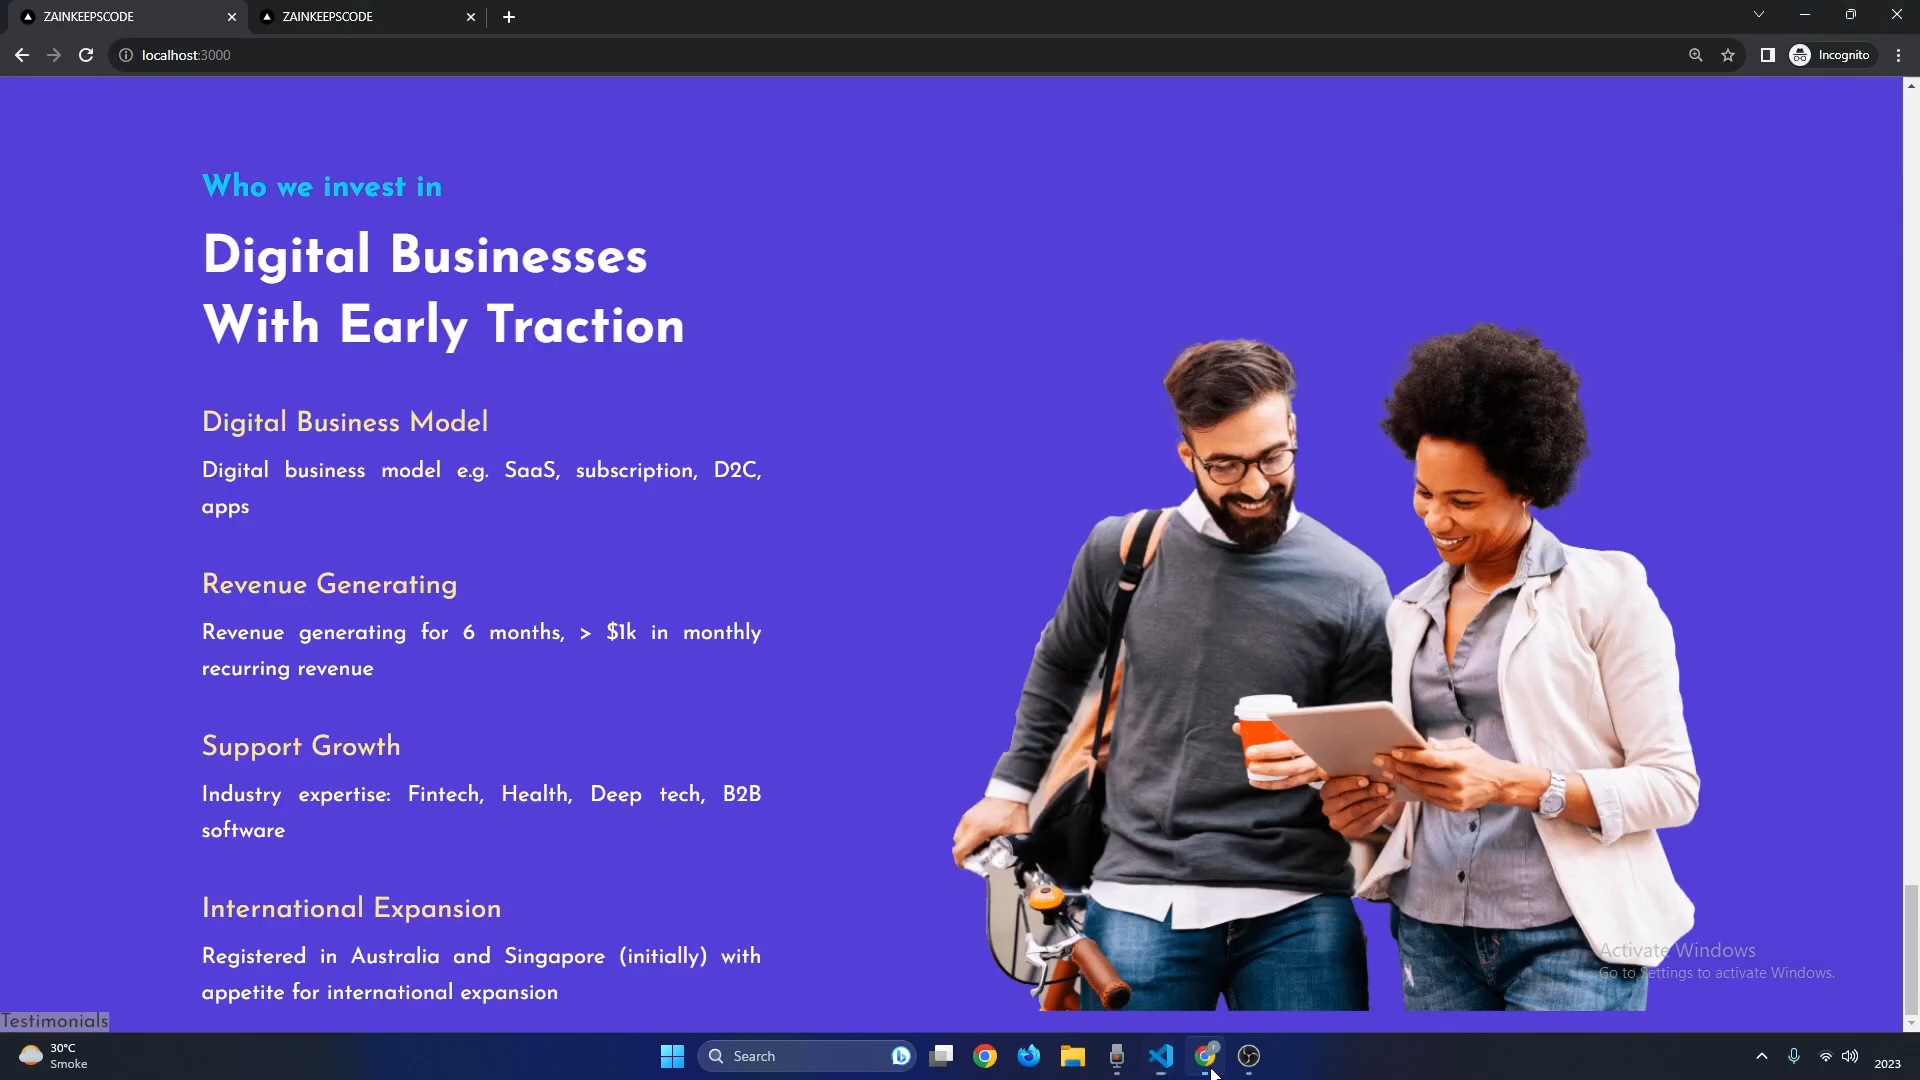 ZAINKEEPSCODE
ZAINKEEPSCODE
localhost:3000
Incognito
Who we invest in
Digital Businesses
With Early Traction
Digital Business Model
Digital business model e.g. SaaS, subscription, D2C,
apps
Revenue Generating
Revenue generating for 6 months, > $1k in monthly
recurring revenue
Support Growth
Industry expertise: Fintech, Health, Deep tech, B2B
software
International Expansion
Registered in Australia and Singapore (initially) with
appetite for international expansion
Activate Windows
Go to Settings to activate Windows.
Testimonials
30°C
Smoke
Search
2023